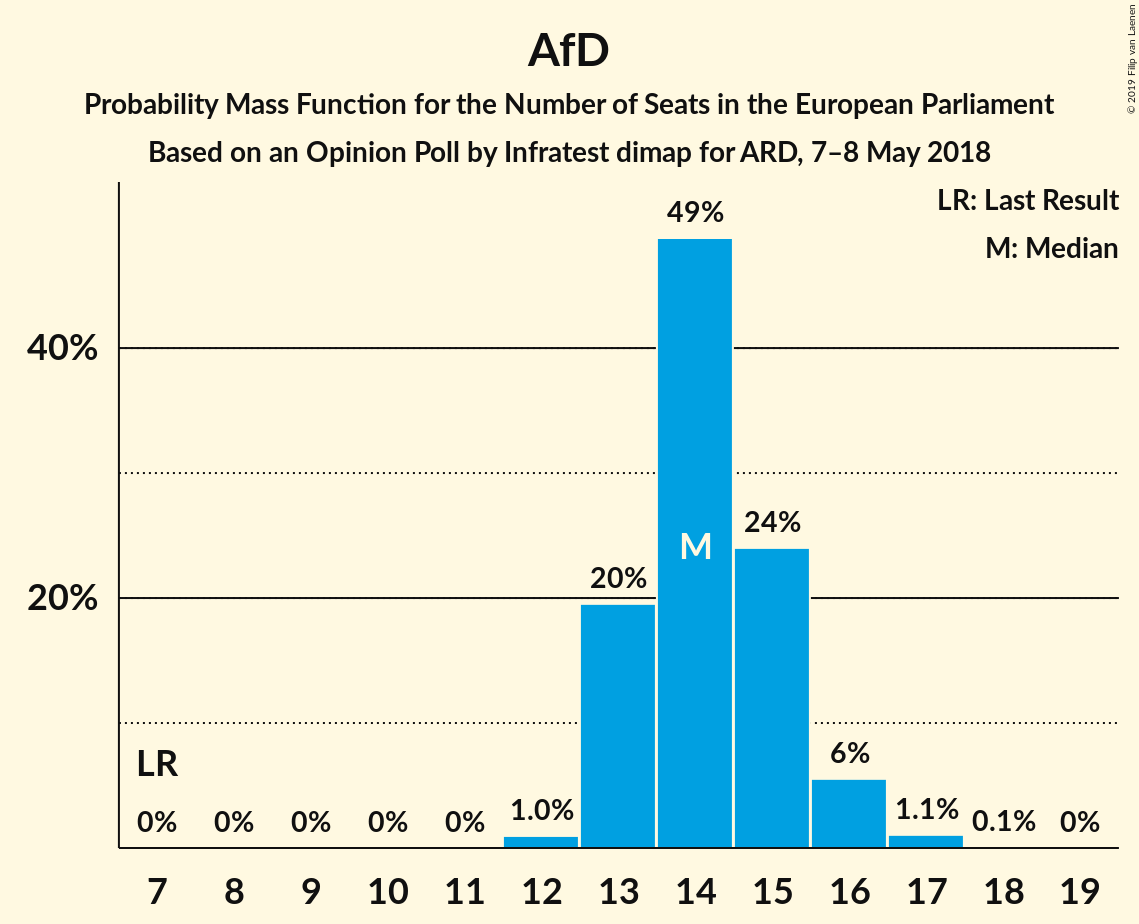 AfD
Probability Mass Function for the Number of Seats in the European Parliament
Based on an Opinion Poll by Infratest dimap for ARD, 7–8 May 2018
© 2019 Filip van Laenen
LR: Last Result
M: Median
49%
40%
24%
M
20%
20%
LR
6%
0% 0% 0% 0% 0% 1.0% 1.1% 0.1% 0%
7 8 9 10 11 12 13 14 15 16 17 18 19